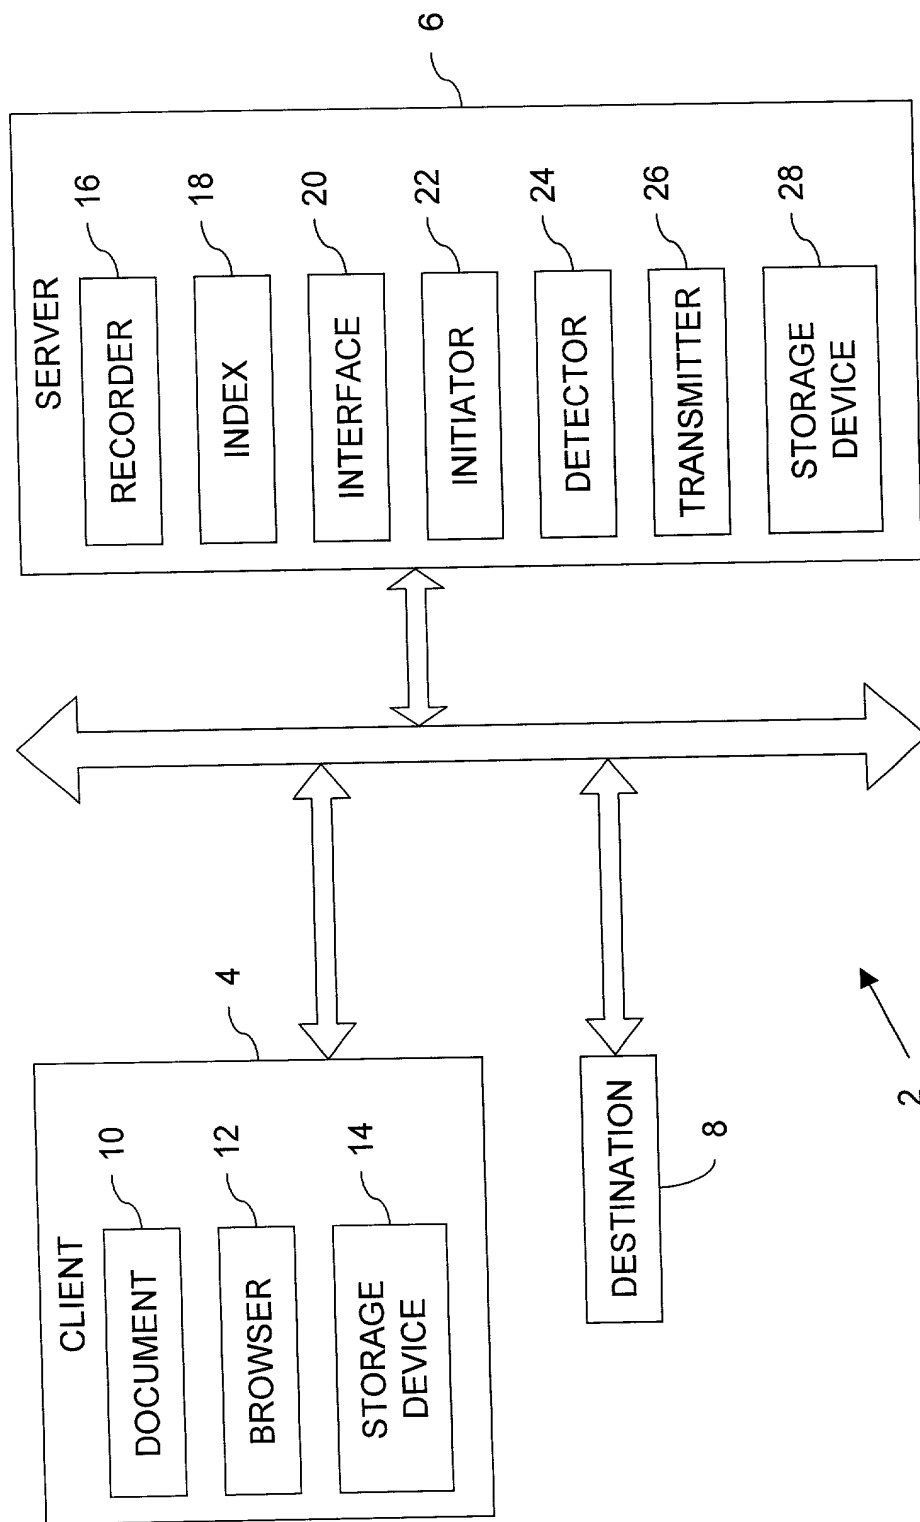 CLIENT
4
DOCUMENT
10
BROWSER
12
STORAGE
DEVICE
14
DESTINATION
8
2
SERVER
6
RECORDER
16
INDEX
18
INTERFACE
20
INITIATOR
22
DETECTOR
24
TRANSMITTER
26
STORAGE
DEVICE
28